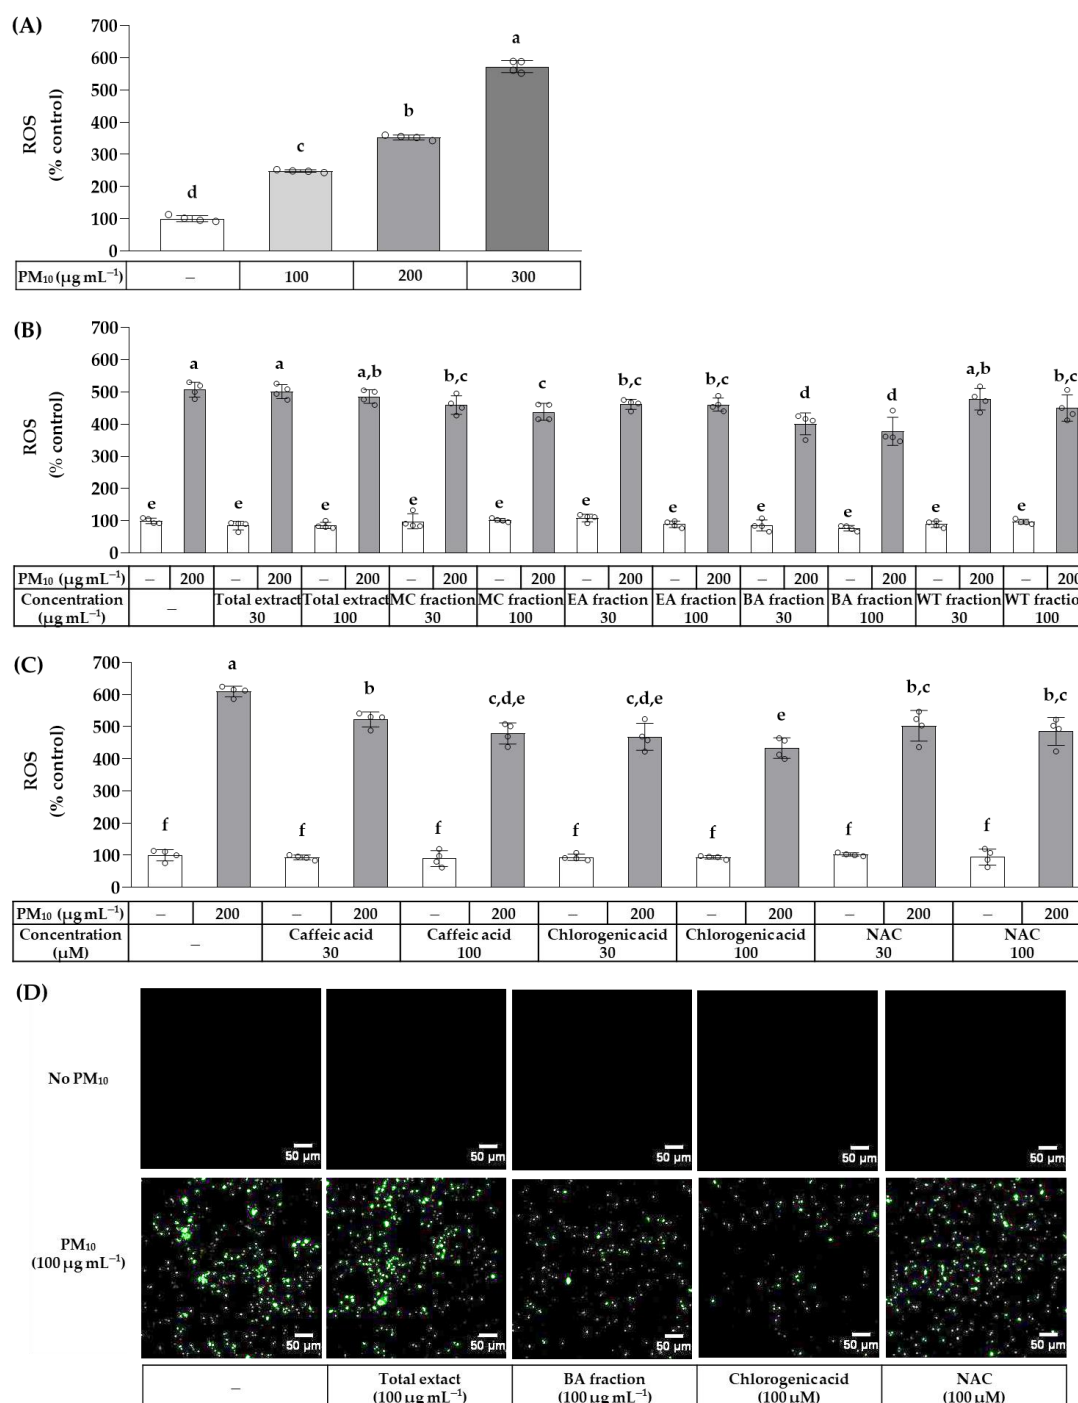 (A)
700
600
500
400
300
200
100
0
ROS
(% control)
d
c
b
a
PM₁₀ (µg mL⁻¹) – 100 200 300
(B)
700
600
500
400
300
200
100
0
ROS
(% control)
e a e a e a,b e b,c e c e b,c e b,c e d e d e a,b e b,c
PM₁₀ (µg mL⁻¹) – 200 – 200 – 200 – 200 – 200 – 200 – 200 – 200 – 200 – 200 – 200
Concentration (µg mL⁻¹)
–
Total extract 30
Total extract 100
MC fraction 30
MC fraction 100
EA fraction 30
EA fraction 100
BA fraction 30
BA fraction 100
WT fraction 30
WT fraction 100
(C)
700
600
500
400
300
200
100
0
ROS
(% control)
f a f b f c,d,e f c,d,e f e f b,c f b,c
PM₁₀ (µg mL⁻¹) – 200 – 200 – 200 – 200 – 200 – 200 – 200
Concentration (µM)
–
Caffeic acid 30
Caffeic acid 100
Chlorogenic acid 30
Chlorogenic acid 100
NAC 30
NAC 100
(D)
No PM₁₀
50 µm 50 µm 50 µm 50 µm 50 µm
PM₁₀
(100 µg mL⁻¹)
50 µm 50 µm 50 µm 50 µm 50 µm
– Total extact BA fraction Chlorogenic acid NAC
(100 µg mL⁻¹) (100 µg mL⁻¹) (100 µM) (100 µM)